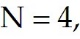 N = 4,